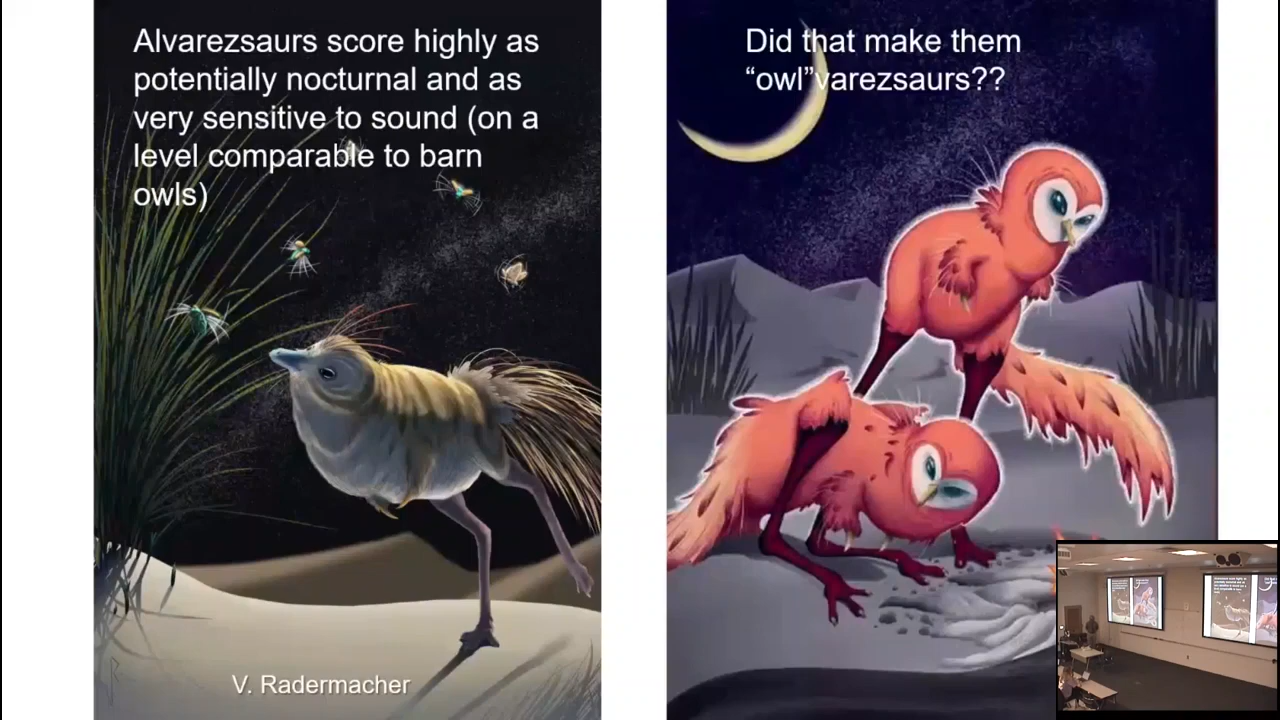 Alvarezsaurs score highly as
potentially nocturnal and as
very sensitive to sound (on a
level comparable to barn
owls)
V. Radermacher
Did that make them
“owl”varezsaurs??